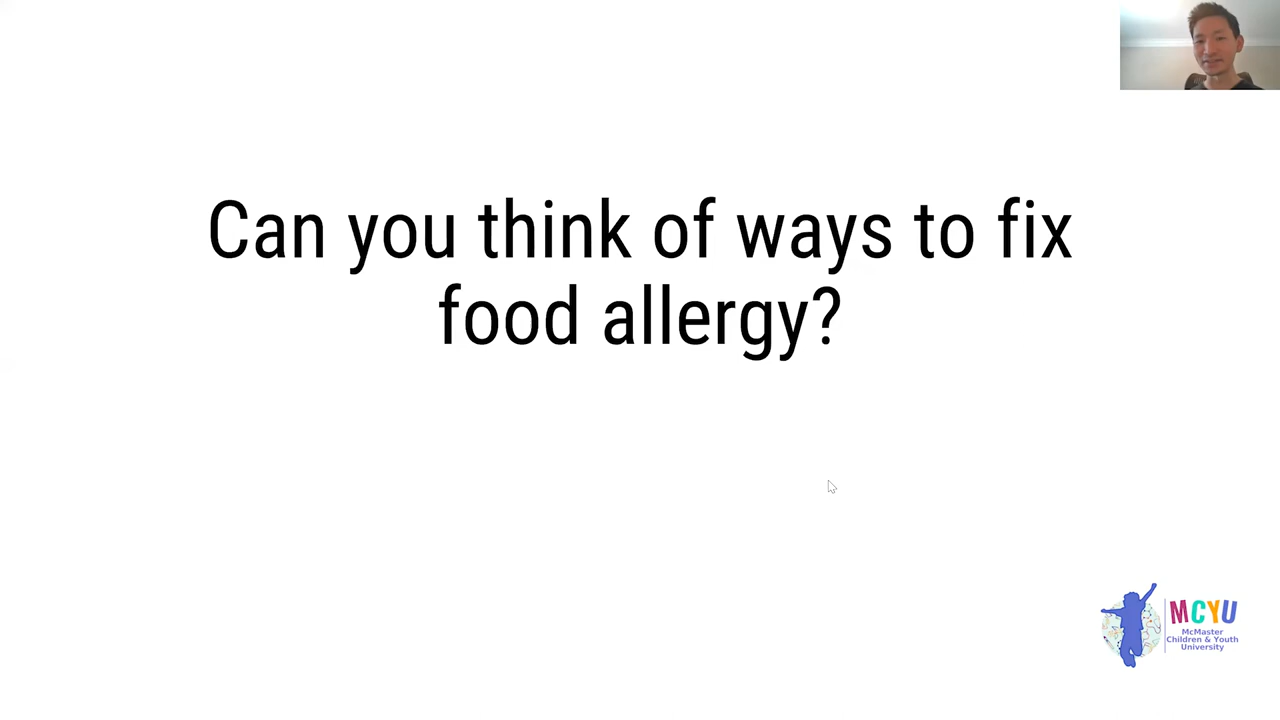 Can you think of ways to fix
food allergy?
MCYU
McMaster
Children & Youth
University